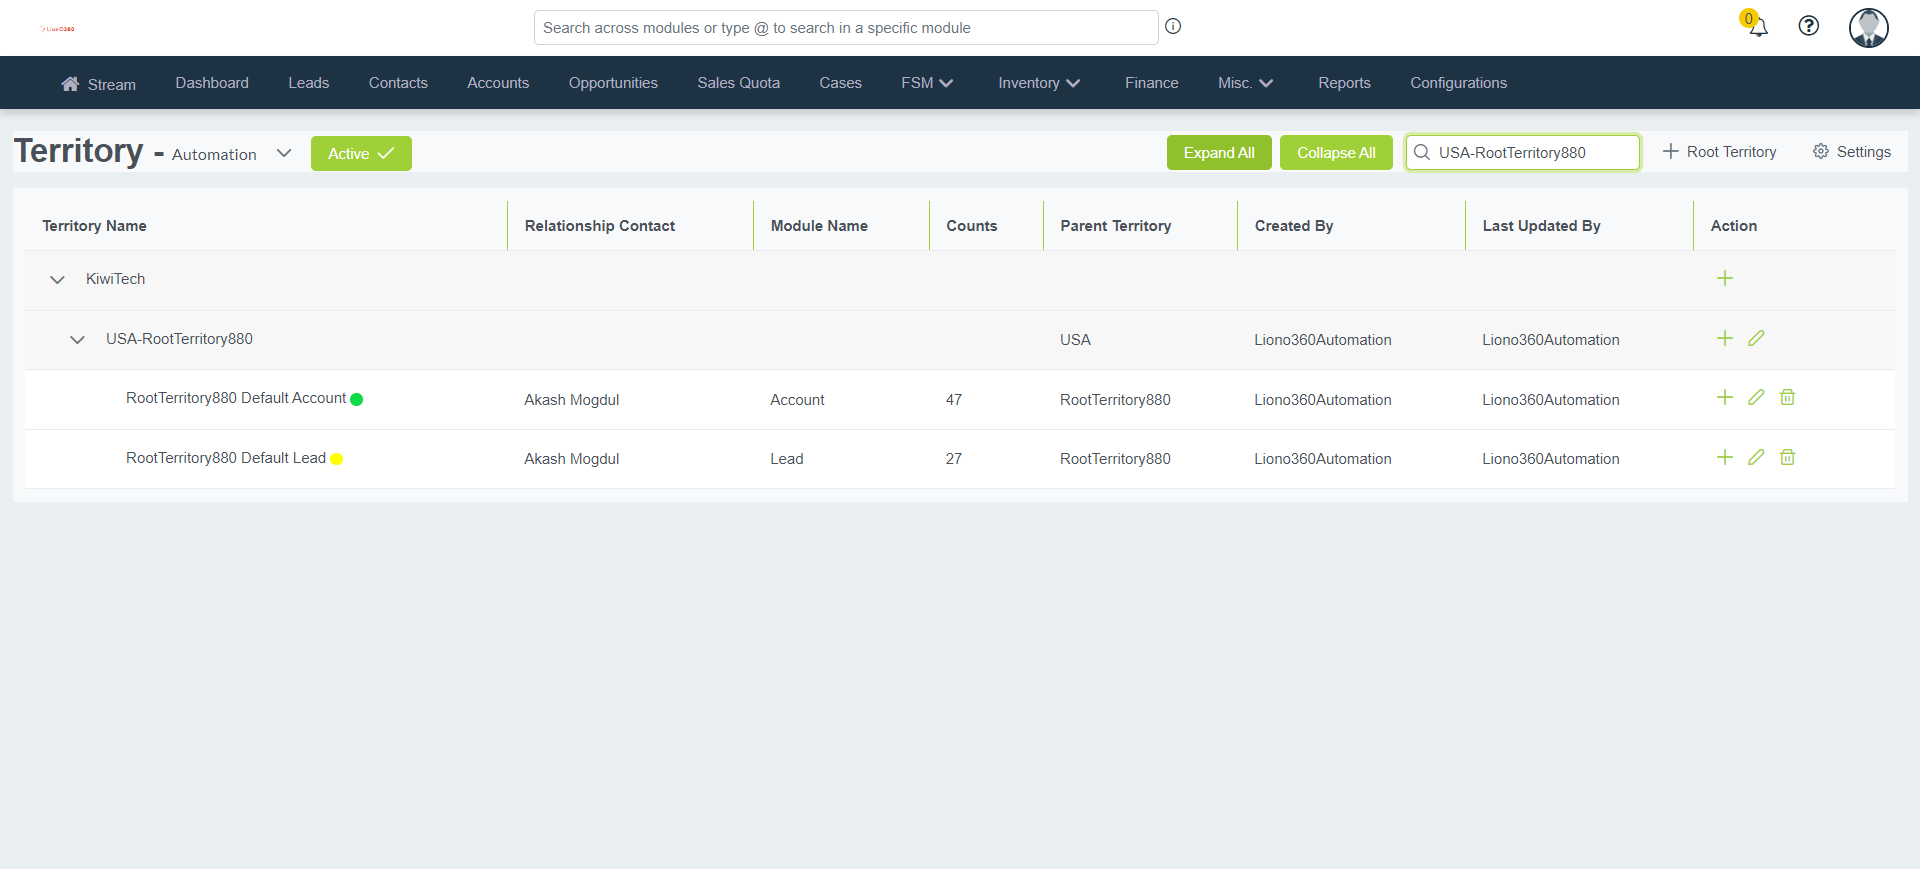 Search across modules or type @ to search in a specific module
0
Stream Dashboard Leads Contacts Accounts Opportunities Sales Quota Cases FSM Inventory Finance Misc. Reports Configurations
Territory - Automation Active Expand All Collapse All USA-RootTerritory880 Root Territory Settings
Territory Name Relationship Contact Module Name Counts Parent Territory Created By Last Updated By Action
KiwiTech
USA-RootTerritory880 USA Liono360Automation Liono360Automation
RootTerritory880 Default Account Akash Mogdul Account 47 RootTerritory880 Liono360Automation Liono360Automation
RootTerritory880 Default Lead Akash Mogdul Lead 27 RootTerritory880 Liono360Automation Liono360Automation